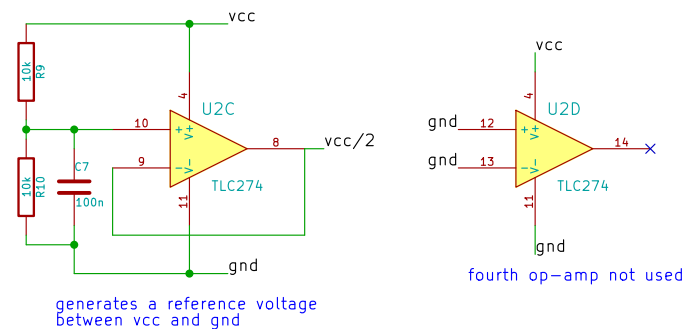 vcc
10k
R9
4
U2C
10
+
V+
8
vcc/2
9
-
V-
TLC274
10k
R10
C7
100n
11
gnd
generates a reference voltage
between vcc and gnd
vcc
4
U2D
gnd
12
+
V+
14
gnd
13
-
V-
TLC274
11
gnd
fourth op-amp not used